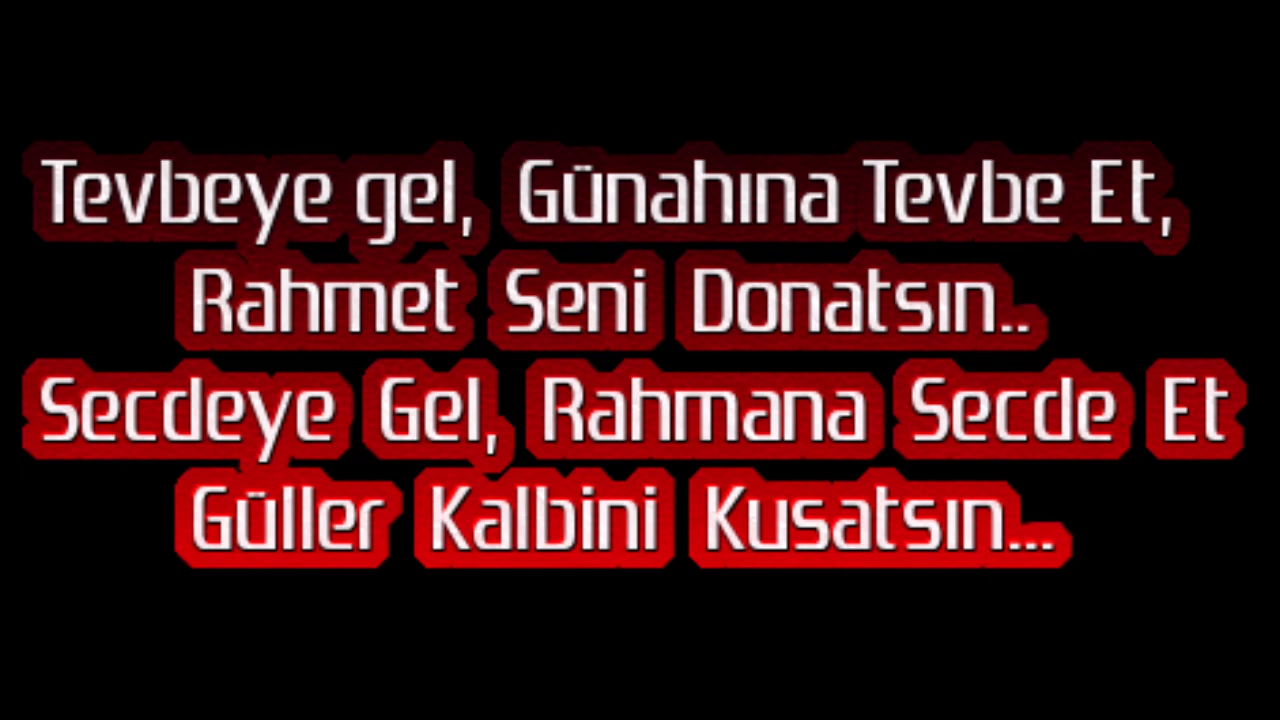 Tevbeye gel, Günahına Tevbe Et,
Rahmet Seni Donatsın..
Secdeye Gel, Rahmana Secde Et
Güller Kalbini Kusatsın...